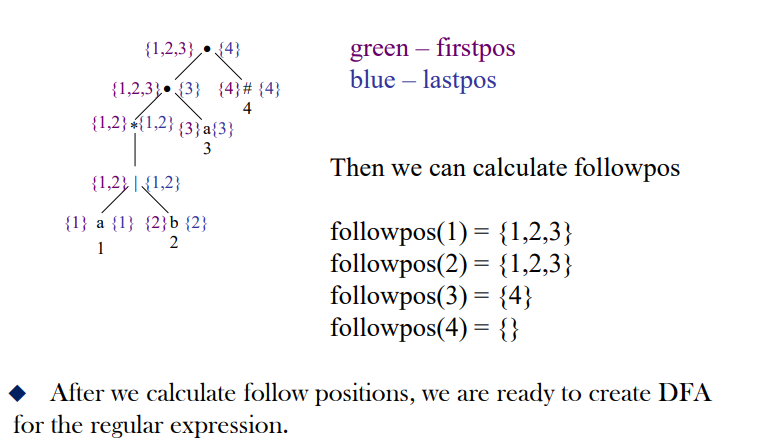 {1,2,3} • {4}
green – firstpos
blue – lastpos
{1,2,3} • {3} {4} # {4}
4
{1,2} * {1,2} {3} a {3}
3
Then we can calculate followpos
{1,2} | {1,2}
{1} a {1} {2} b {2}
1 2
followpos(1) = {1,2,3}
followpos(2) = {1,2,3}
followpos(3) = {4}
followpos(4) = {}
◆ After we calculate follow positions, we are ready to create DFA
for the regular expression.